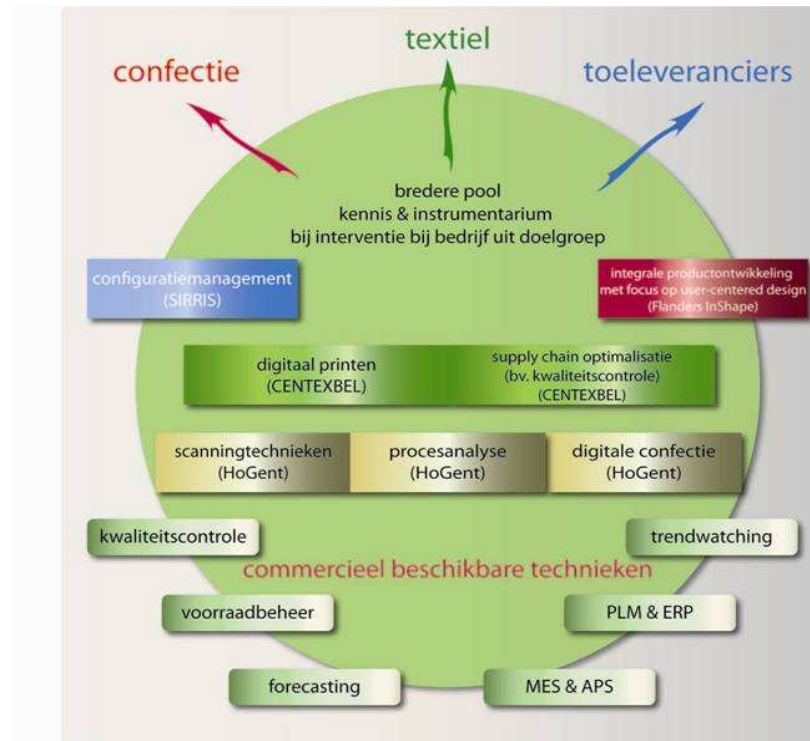 textiel
confectie
toeleveranciers
bredere pool
kennis & instrumentarium
bij interventie bij bedrijf uit doelgroep
configuratiemanagement
(SIRRIS)
integrale productontwikkeling
met focus op user-centered design
(Flanders InShape)
digitaal printen
(CENTEXBEL)
supply chain optimalisatie
(bv. kwaliteitscontrole)
(CENTEXBEL)
scanningtechnieken
(HoGent)
procesanalyse
(HoGent)
digitale confectie
(HoGent)
kwaliteitscontrole
trendwatching
commercieel beschikbare technieken
voorraadbeheer
PLM & ERP
forecasting
MES & APS